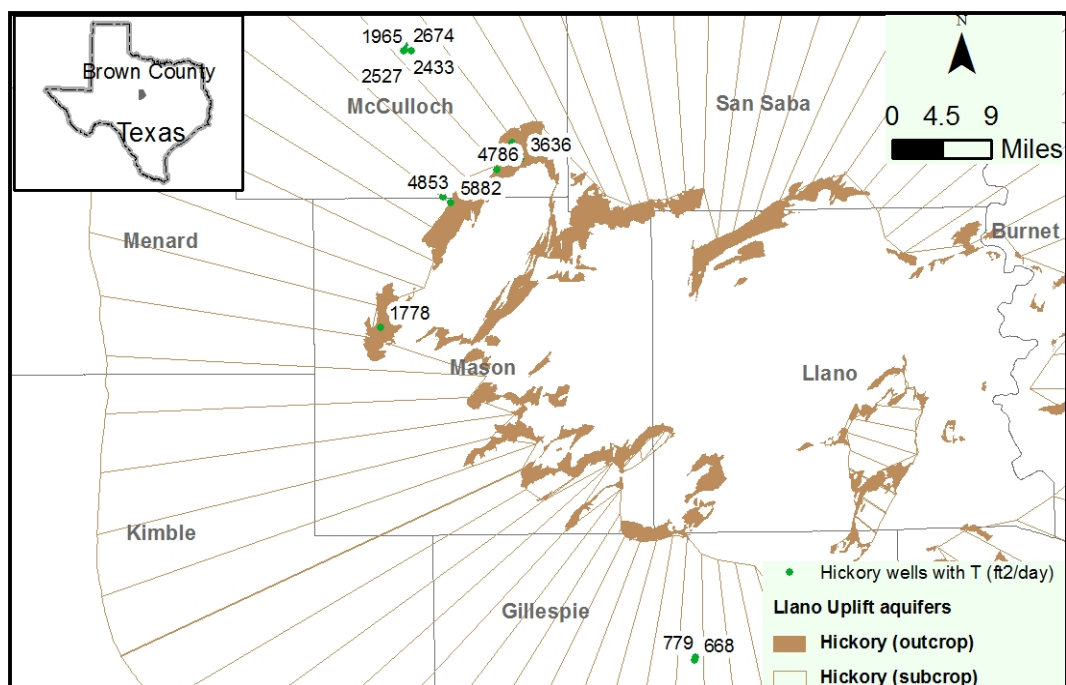 N
0 4.5 9
Miles
Brown County
Texas
1965 2674
2527 2433
McCulloch
San Saba
4786 3636
4853 5882
Menard
Burnet
1778
Mason
Llano
Kimble
Gillespie
779 668
Hickory wells with T (ft2/day)
Llano Uplift aquifers
Hickory (outcrop)
Hickory (subcrop)